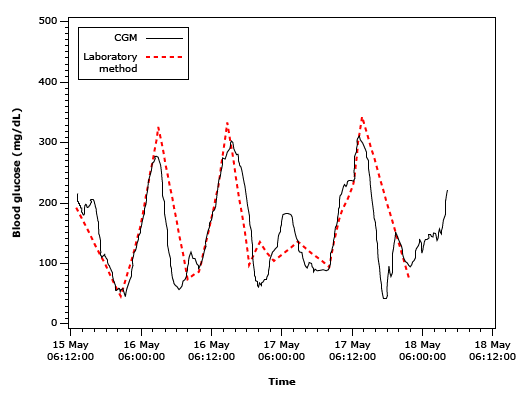 500
400
300
200
100
0
Blood glucose (mg/dL)
CGM
Laboratory
method
15 May
06:12:00
16 May
06:00:00
16 May
06:12:00
17 May
06:00:00
17 May
06:12:00
18 May
06:00:00
18 May
06:12:00
Time